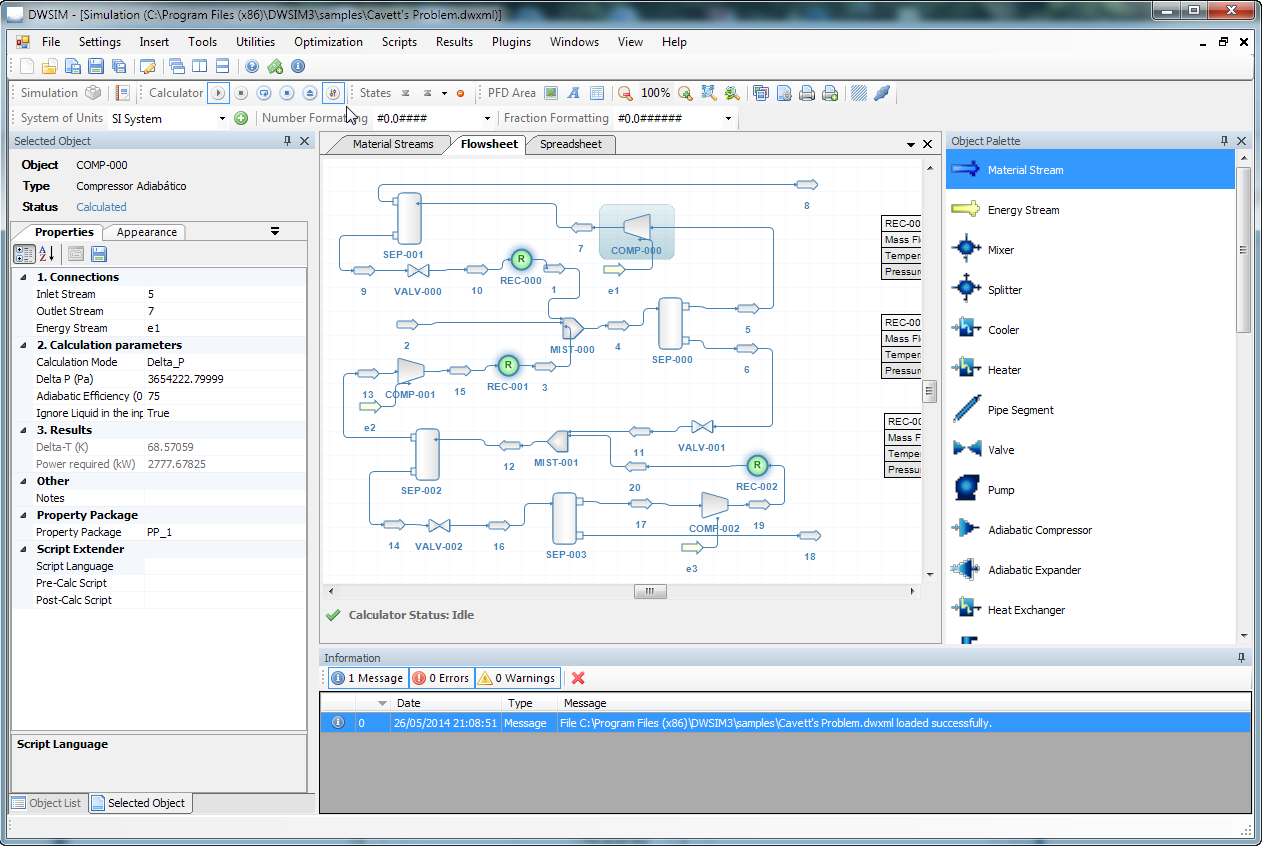 DWSIM - [Simulation (C:\Program Files (x86)\DWSIM3\samples\Cavett's Problem.dwxml)]
File Settings Insert Tools Utilities Optimization Scripts Results Plugins Windows View Help
Simulation Calculator States PFD Area 100%
System of Units SI System Number Formatting #0.0#### Fraction Formatting #0.0######
Selected Object
Object COMP-000
Type Compressor Adiabático
Status Calculated
Properties Appearance
1. Connections
Inlet Stream 5
Outlet Stream 7
Energy Stream e1
2. Calculation parameters
Calculation Mode Delta_P
Delta P (Pa) 3654222.79999
Adiabatic Efficiency (0 75
Ignore Liquid in the inp True
3. Results
Delta-T (K) 68.57059
Power required (kW) 2777.67825
Other
Notes
Property Package
Property Package PP_1
Script Extender
Script Language
Pre-Calc Script
Post-Calc Script
Script Language
Object List Selected Object
Material Streams Flowsheet Spreadsheet
8
SEP-001
7
COMP-000
REC-000
9
VALV-000
10
R
REC-000
1
e1
2
MIST-000
4
SEP-000
5
6
13
COMP-001
15
R
REC-001
3
e2
REC-00
Mass Fl
Temper
Pressur
REC-00
Mass Fl
Temper
Pressur
REC-00
Mass Fl
Temper
Pressur
SEP-002
12
MIST-001
11
VALV-001
20
R
REC-002
14
VALV-002
16
SEP-003
17
COMP-002
19
e3
18
Calculator Status: Idle
Object Palette
Material Stream
Energy Stream
Mixer
Splitter
Cooler
Heater
Pipe Segment
Valve
Pump
Adiabatic Compressor
Adiabatic Expander
Heat Exchanger
Information
1 Message 0 Errors 0 Warnings
Date Type Message
0 26/05/2014 21:08:51 Message File C:\Program Files (x86)\DWSIM3\samples\Cavett's Problem.dwxml loaded successfully.